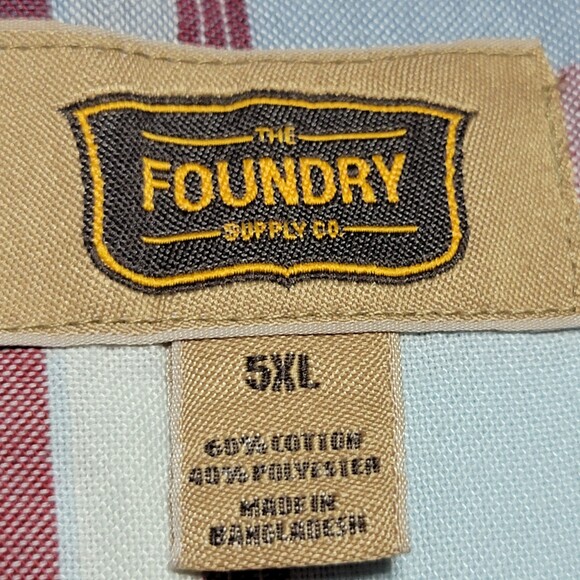 THE
FOUNDRY
SUPPLY CO
5XL
60% COTTON
40% POLYESTER
MADE IN
BANGLADESH